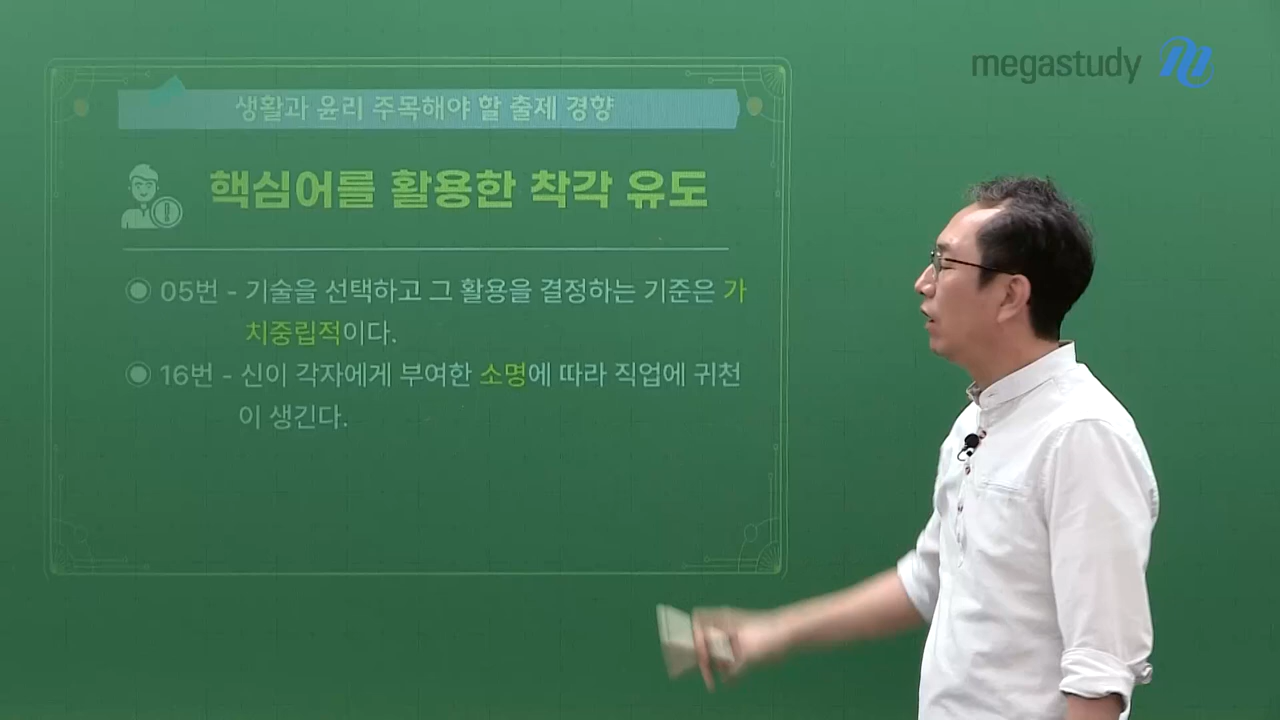 megastudy
생활과 윤리 주목해야 할 출제 경향
핵심어를 활용한 착각 유도
05번 - 기술을 선택하고 그 활용을 결정하는 기준은 가
치중립적이다.
16번 - 신이 각자에게 부여한 소명에 따라 직업에 귀천
이 생긴다.